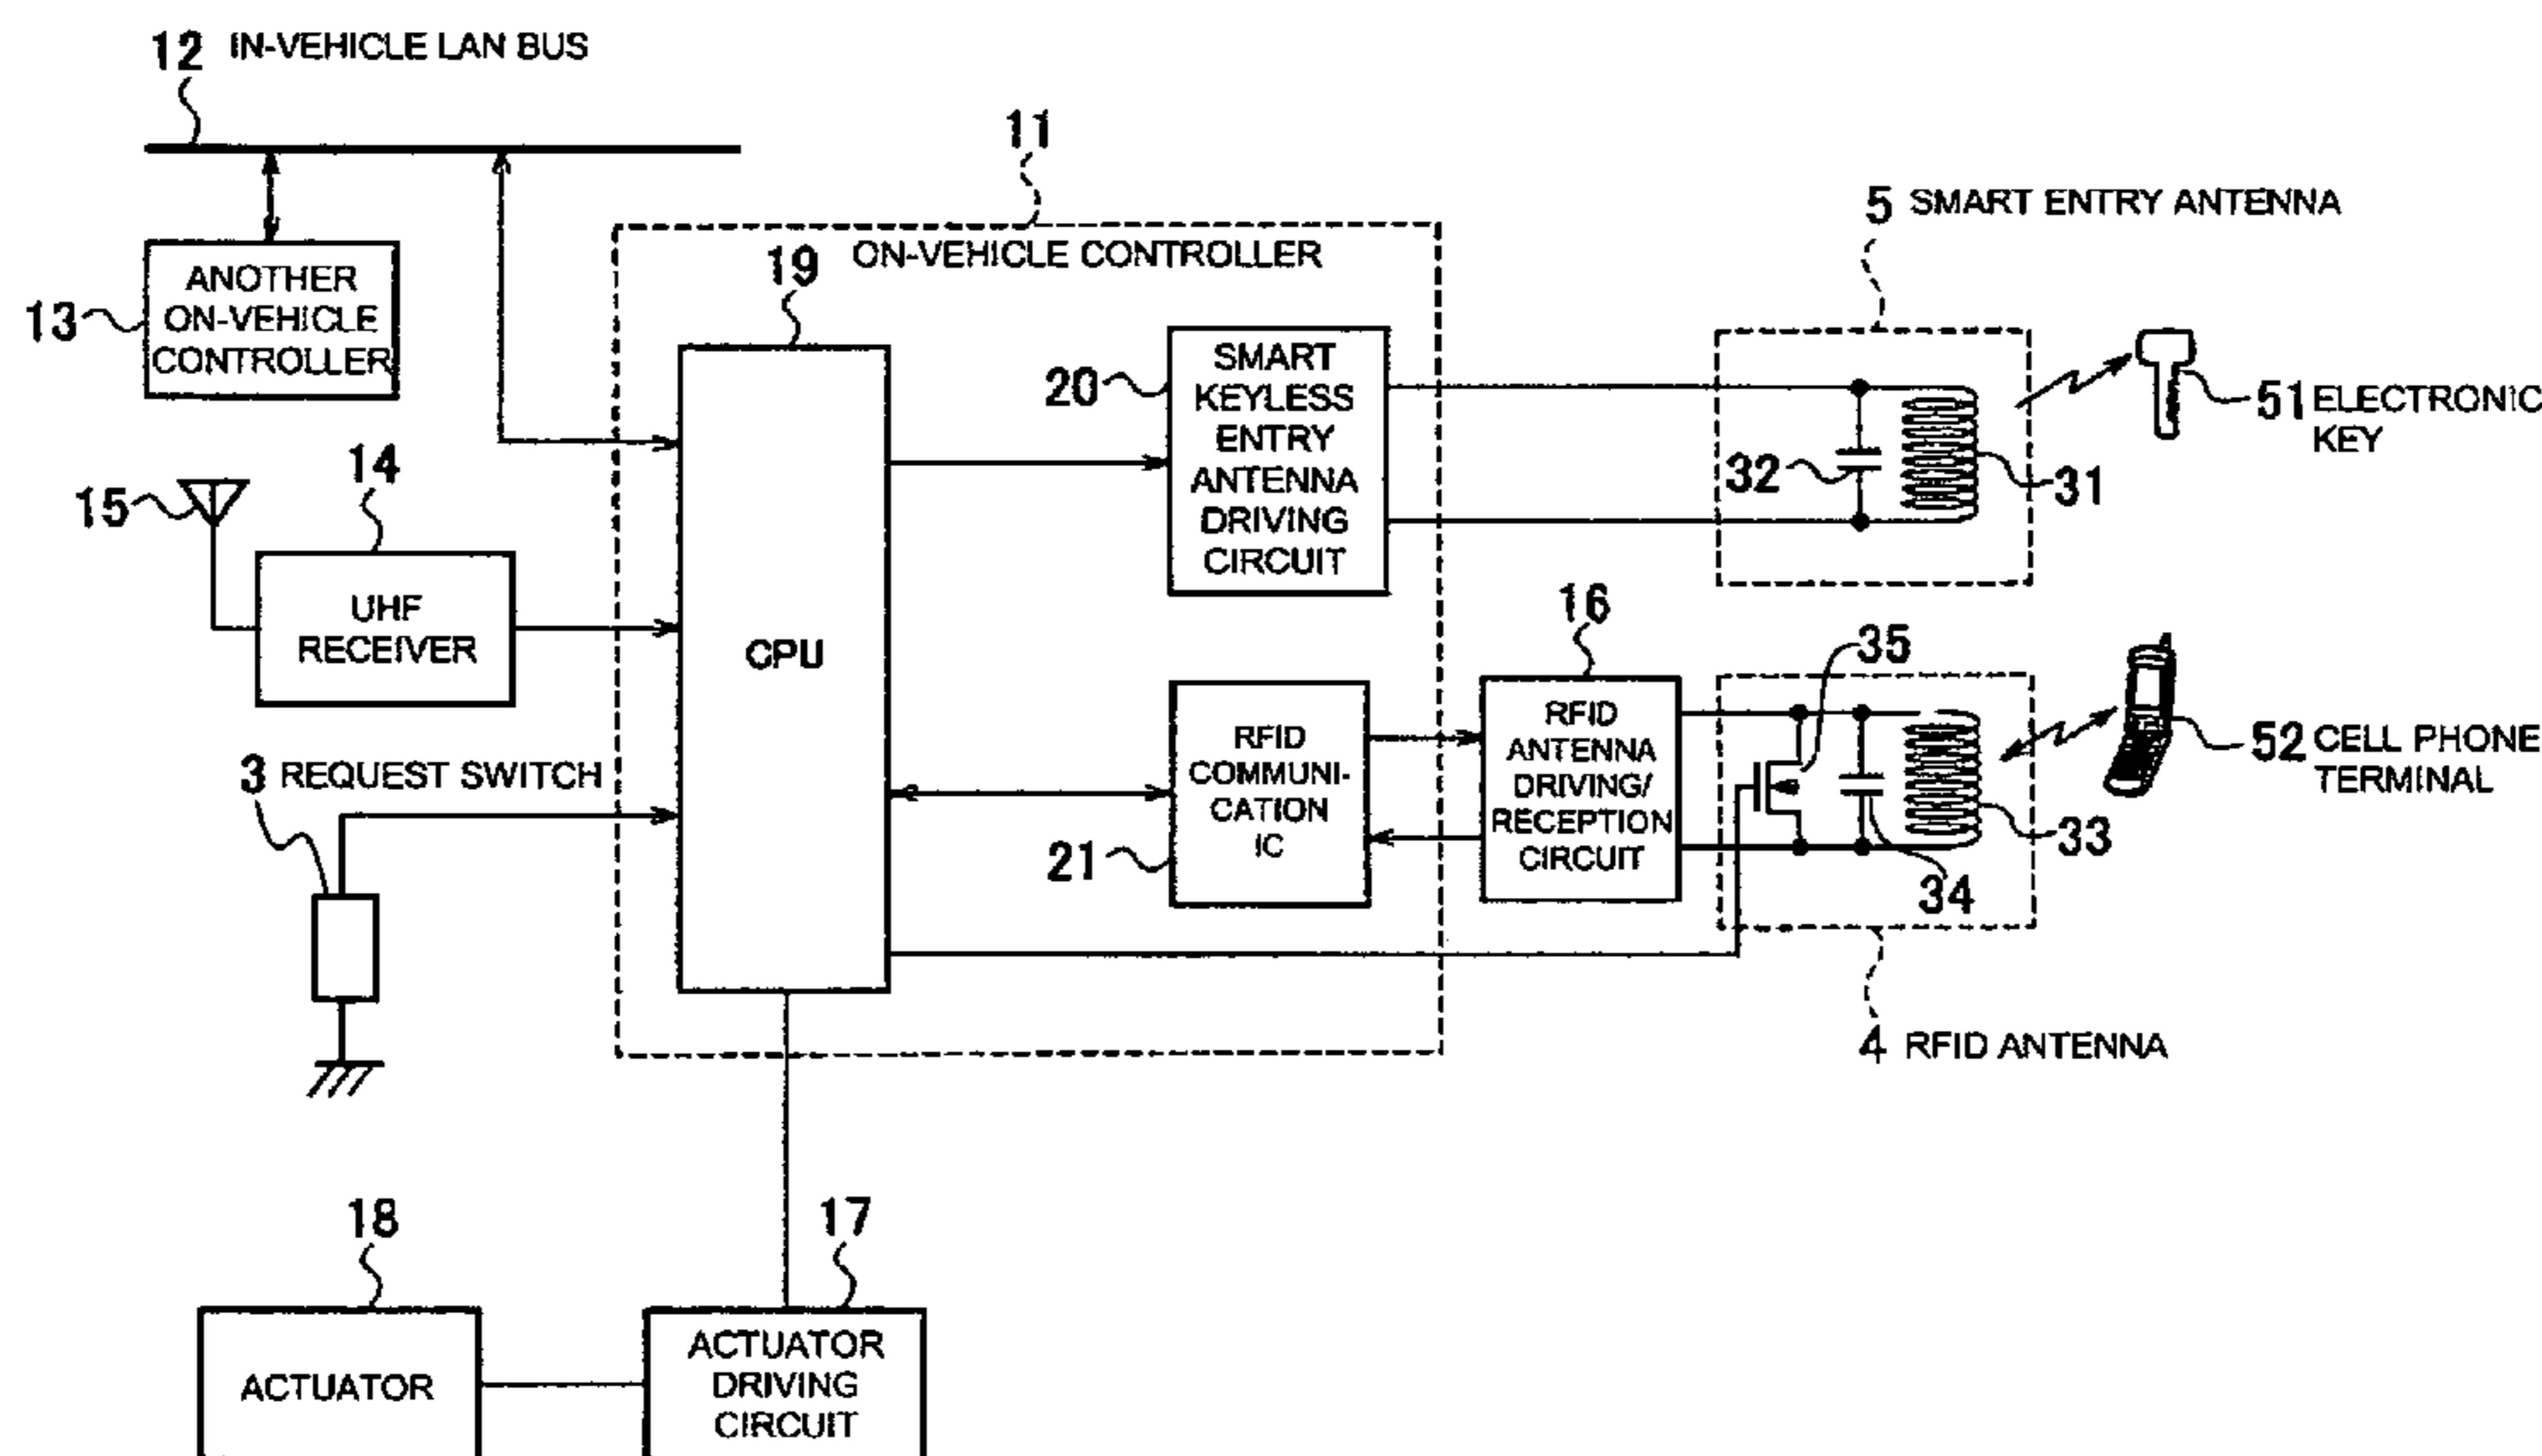 12 IN-VEHICLE LAN BUS
11
5 SMART ENTRY ANTENNA
ON-VEHICLE CONTROLLER
19
13
ANOTHER
ON-VEHICLE
CONTROLLER
20
SMART
KEYLESS
ENTRY
ANTENNA
DRIVING
CIRCUIT
32
31
51 ELECTRONIC
KEY
15
14
UHF
RECEIVER
CPU
16
35
RFID
COMMUNI-
CATION
IC
21
RFID
ANTENNA
DRIVING/
RECEPTION
CIRCUIT
34
33
52 CELL PHONE
TERMINAL
3 REQUEST SWITCH
4 RFID ANTENNA
18
17
ACTUATOR
ACTUATOR
DRIVING
CIRCUIT